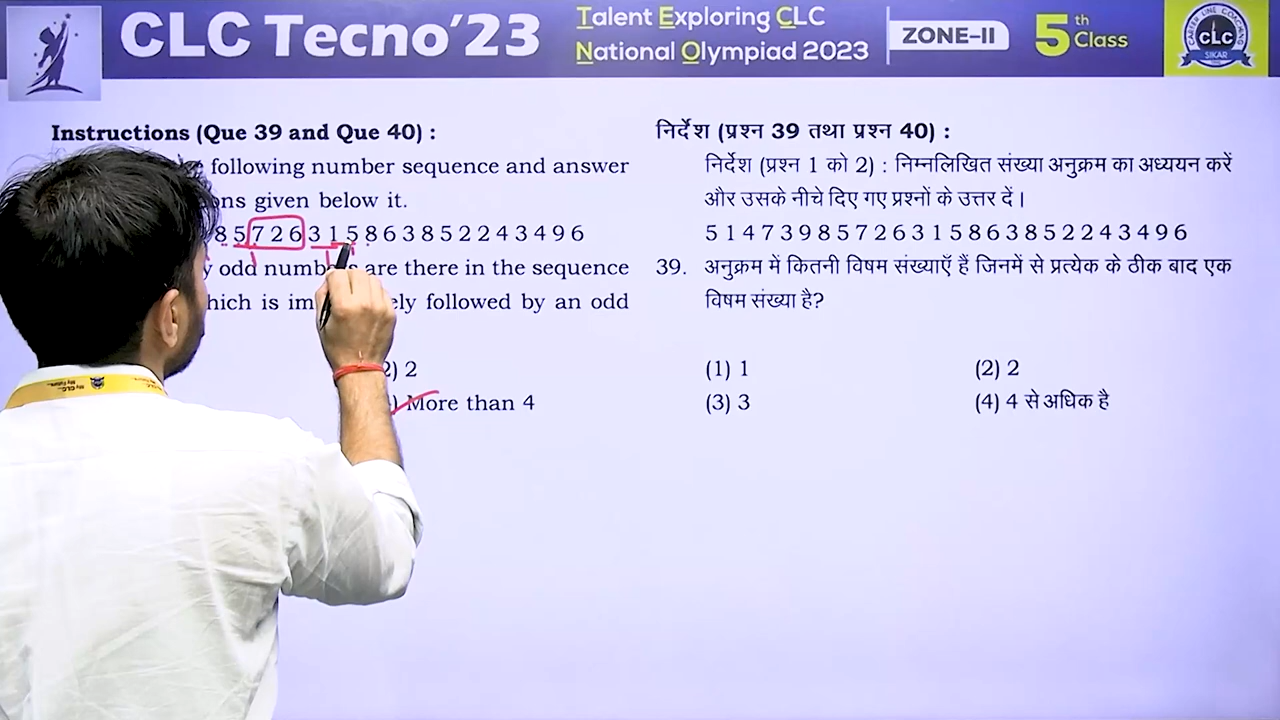 CLC Tecno'23
Talent Exploring CLC
National Olympiad 2023
ZONE-II
5th Class
CAREER LINE COACHING
CLC
SIKAR
Instructions (Que 39 and Que 40) :
following number sequence and answer
given below it.
8 5 7 2 6 3 1 5 8 6 3 8 5 2 2 4 3 4 9 6
odd numbers are there in the sequence
which is immediately followed by an odd
2) 2
More than 4
निर्देश (प्रश्न 39 तथा प्रश्न 40) :
निर्देश (प्रश्न 1 को 2) : निम्नलिखित संख्या अनुक्रम का अध्ययन करें
और उसके नीचे दिए गए प्रश्नों के उत्तर दें।
5 1 4 7 3 9 8 5 7 2 6 3 1 5 8 6 3 8 5 2 2 4 3 4 9 6
39. अनुक्रम में कितनी विषम संख्याएँ हैं जिनमें से प्रत्येक के ठीक बाद एक
विषम संख्या है?
(1) 1 (2) 2
(3) 3 (4) 4 से अधिक है